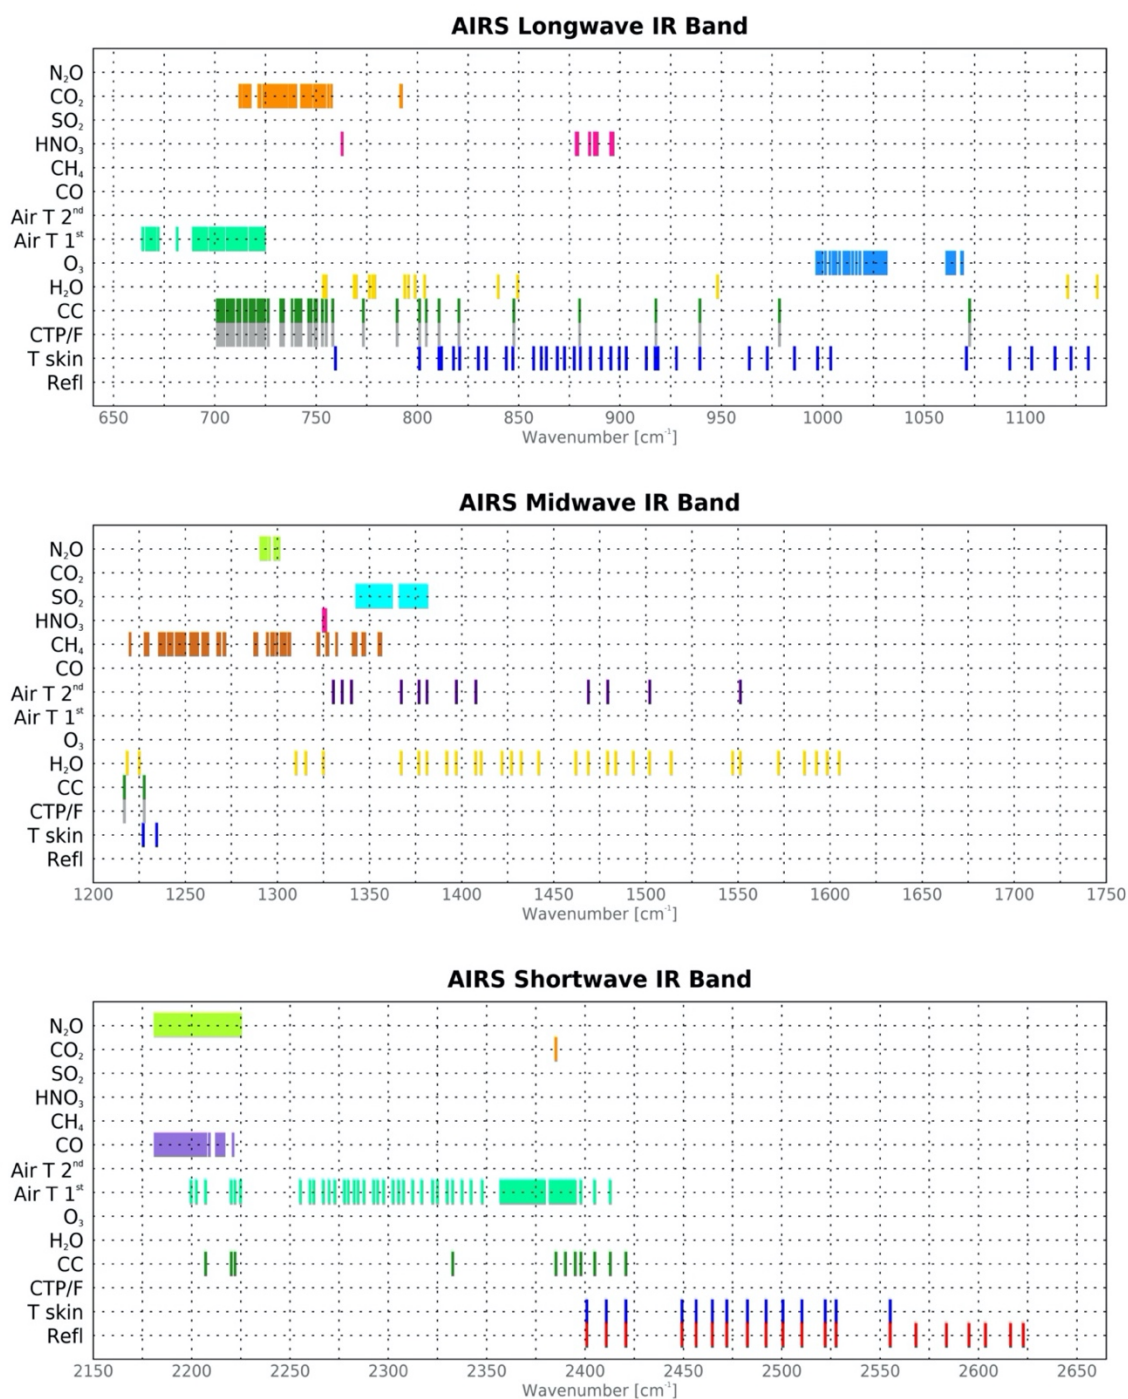 AIRS Longwave IR Band
N₂O
CO₂
SO₂
HNO₃
CH₄
CO
Air T 2ⁿᵈ
Air T 1ˢᵗ
O₃
H₂O
CC
CTP/F
T skin
Refl
650 700 750 800 850 900 950 1000 1050 1100
Wavenumber [cm⁻¹]
AIRS Midwave IR Band
N₂O
CO₂
SO₂
HNO₃
CH₄
CO
Air T 2ⁿᵈ
Air T 1ˢᵗ
O₃
H₂O
CC
CTP/F
T skin
Refl
1200 1250 1300 1350 1400 1450 1500 1550 1600 1650 1700 1750
Wavenumber [cm⁻¹]
AIRS Shortwave IR Band
N₂O
CO₂
SO₂
HNO₃
CH₄
CO
Air T 2ⁿᵈ
Air T 1ˢᵗ
O₃
H₂O
CC
CTP/F
T skin
Refl
2150 2200 2250 2300 2350 2400 2450 2500 2550 2600 2650
Wavenumber [cm⁻¹]